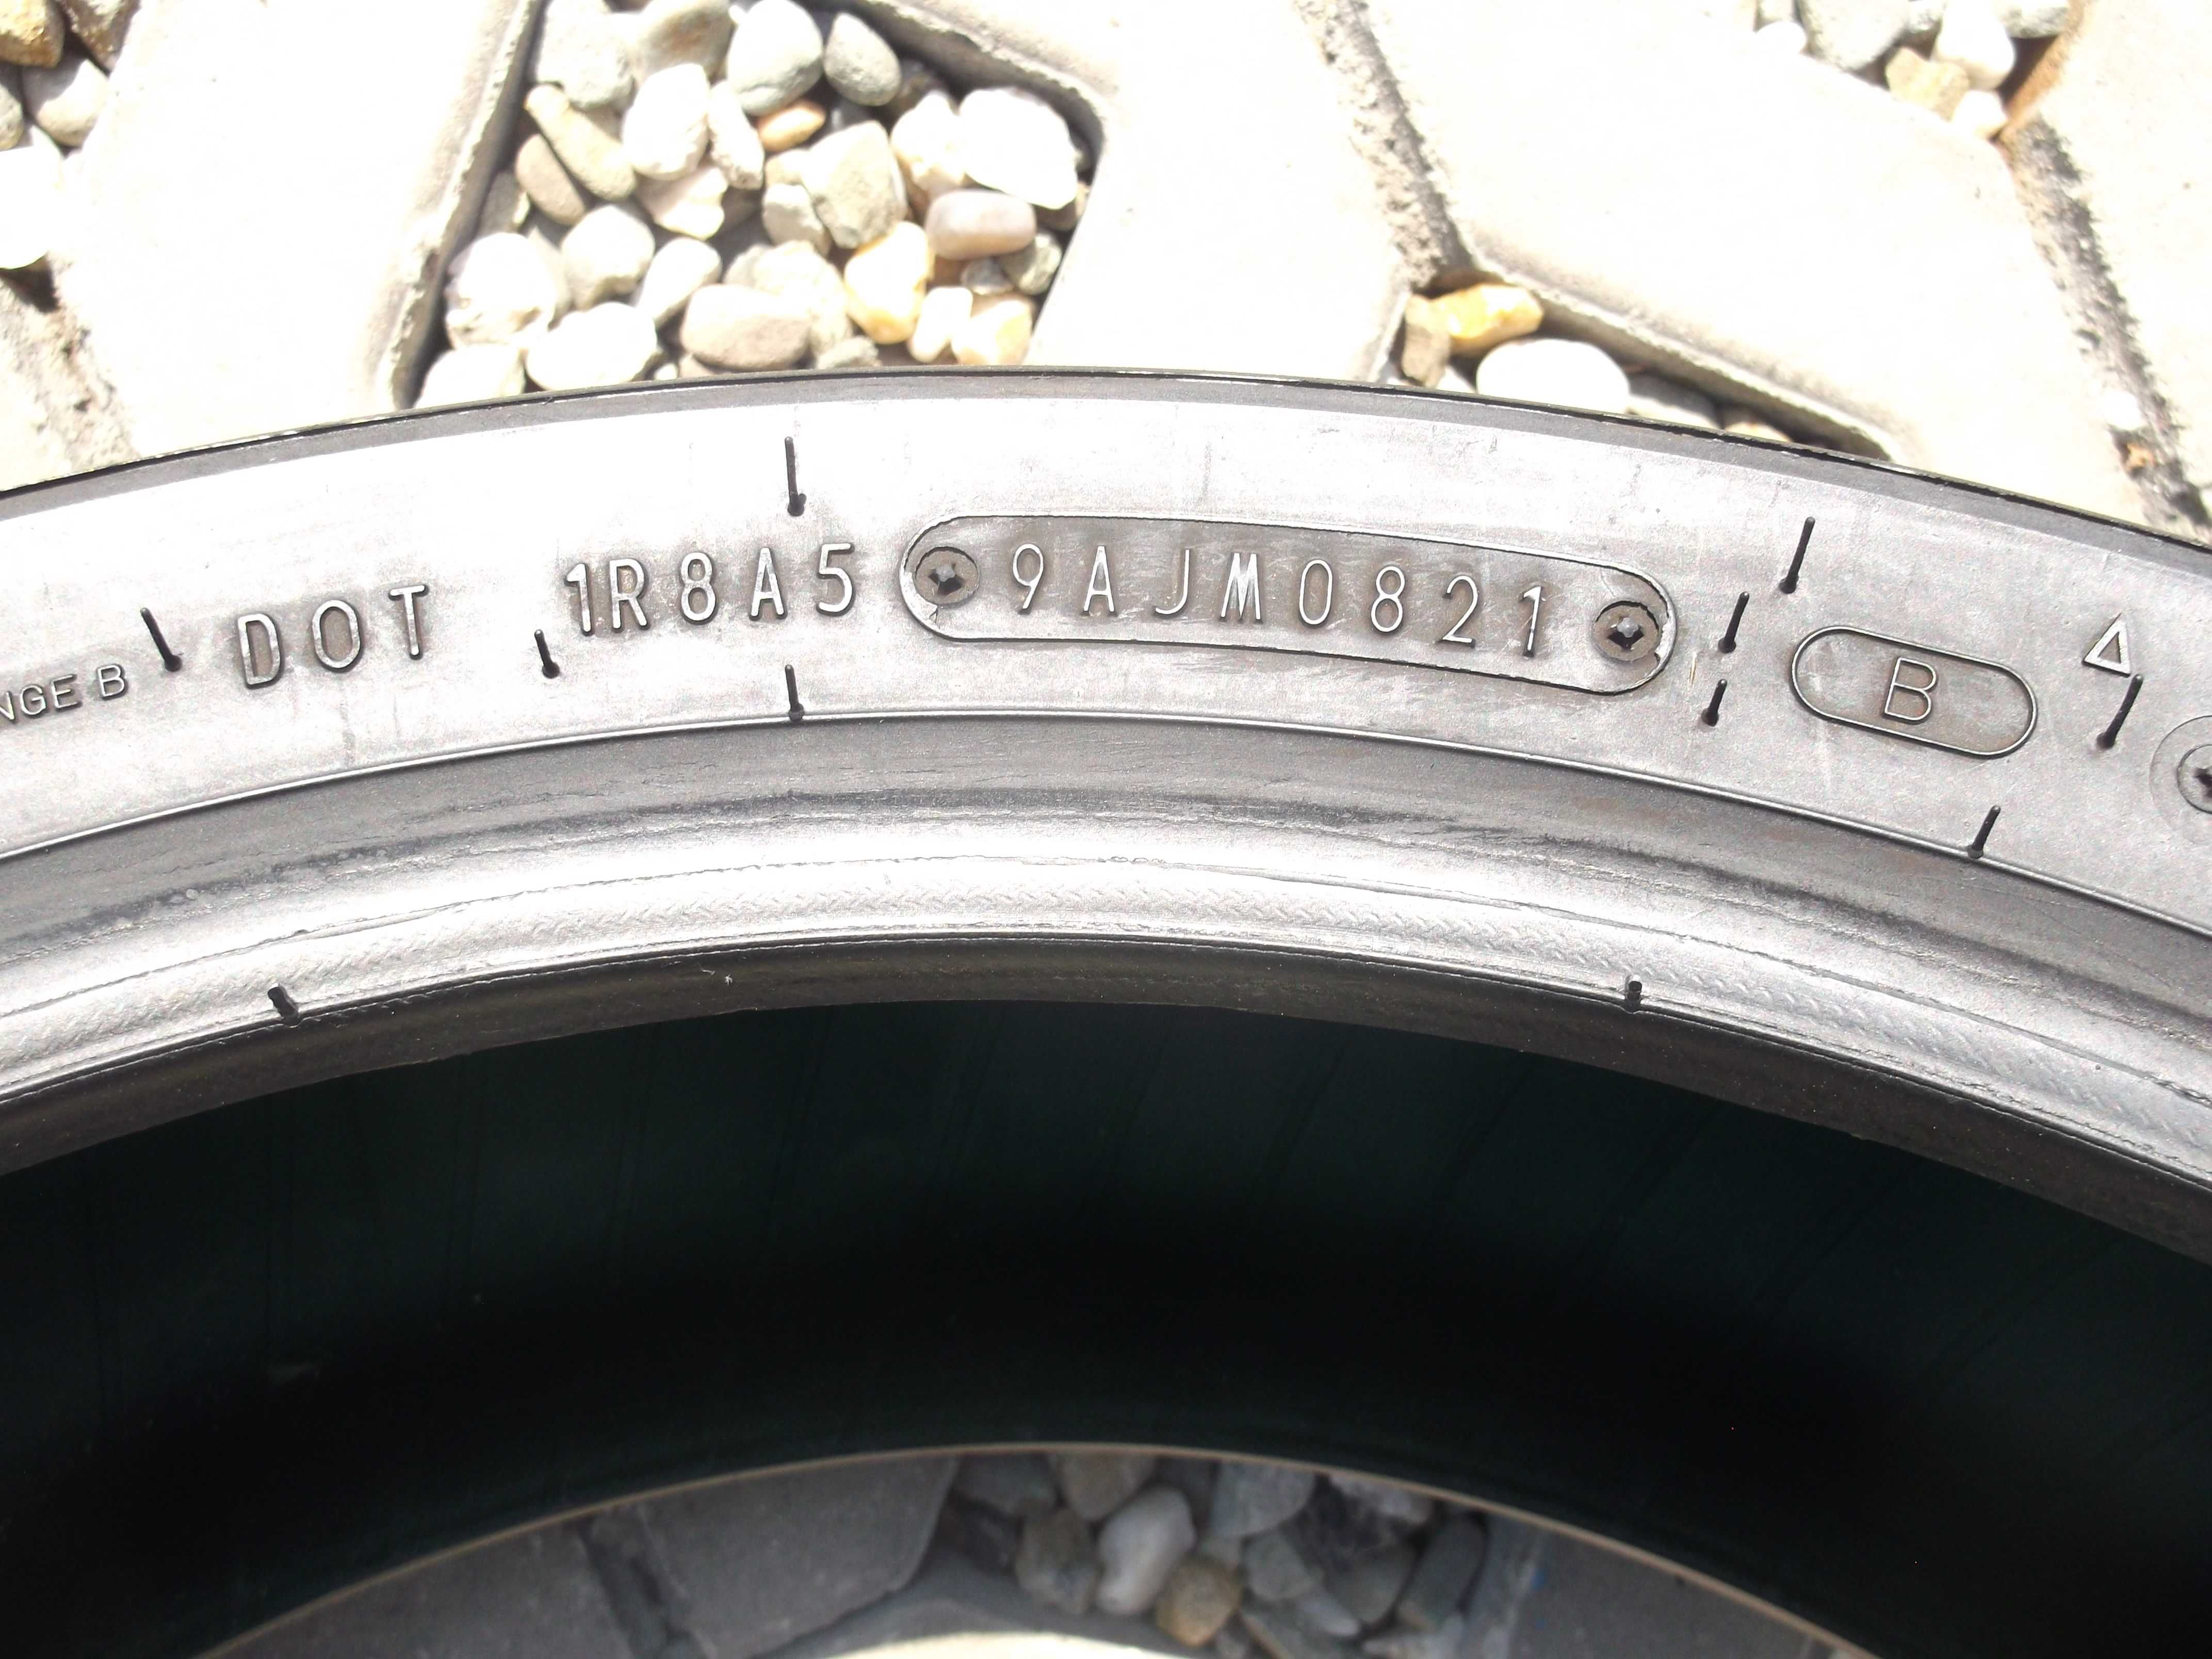 NGE B DOT 1R8A5 9AJM0821 B Δ